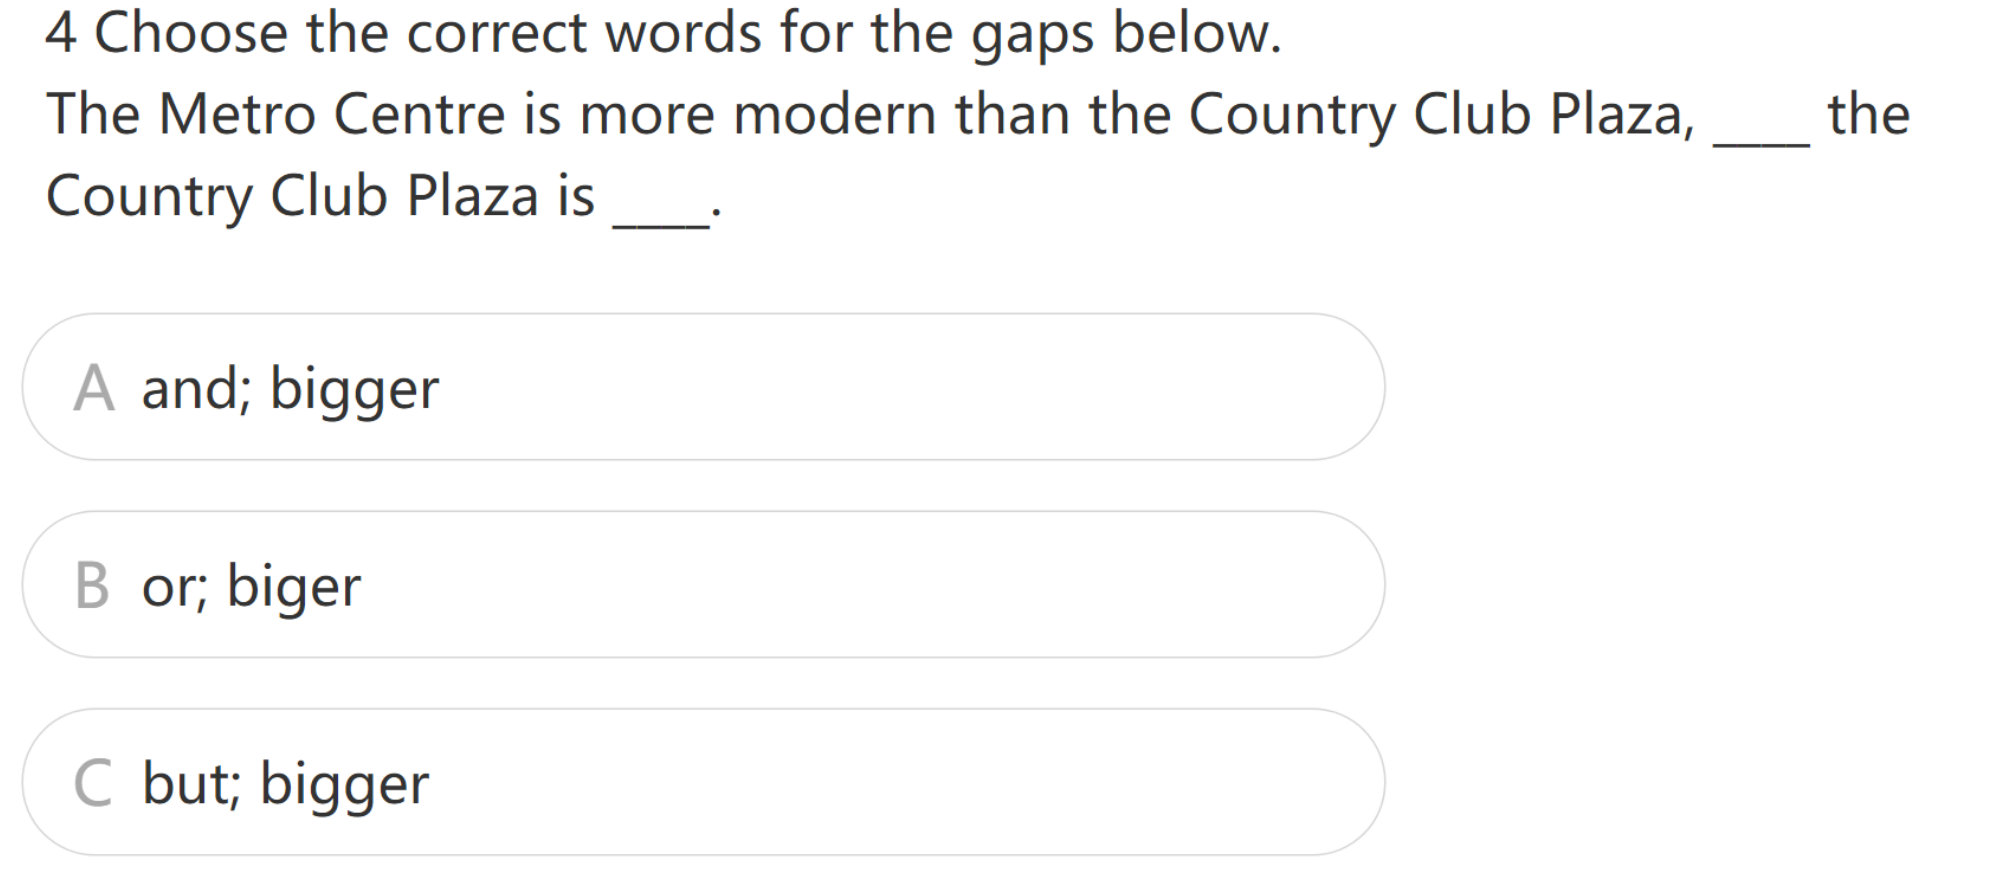 4 Choose the correct words for the gaps below.
The Metro Centre is more modern than the Country Club Plaza, ____ the
Country Club Plaza is ____.
A and; bigger
B or; biger
C but; bigger